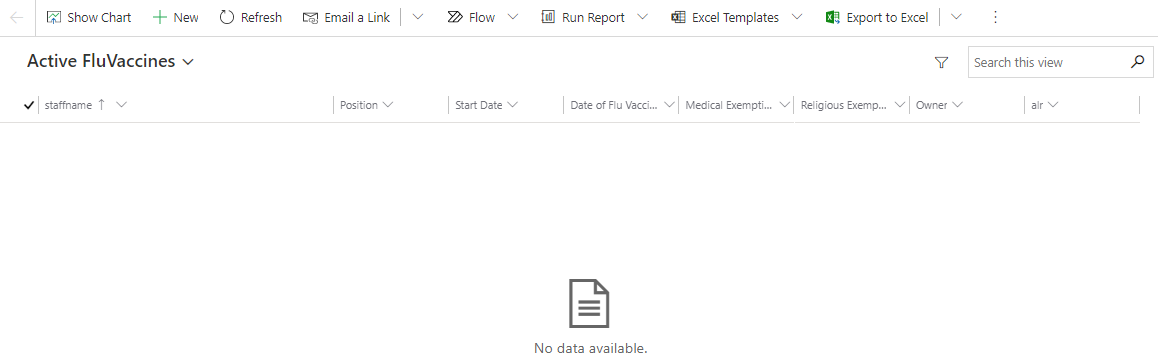 Show Chart New Refresh Email a Link Flow Run Report Excel Templates Export to Excel
Active FluVaccines
Search this view
staffname Position Start Date Date of Flu Vacci... Medical Exempti... Religious Exemp... Owner alr
No data available.